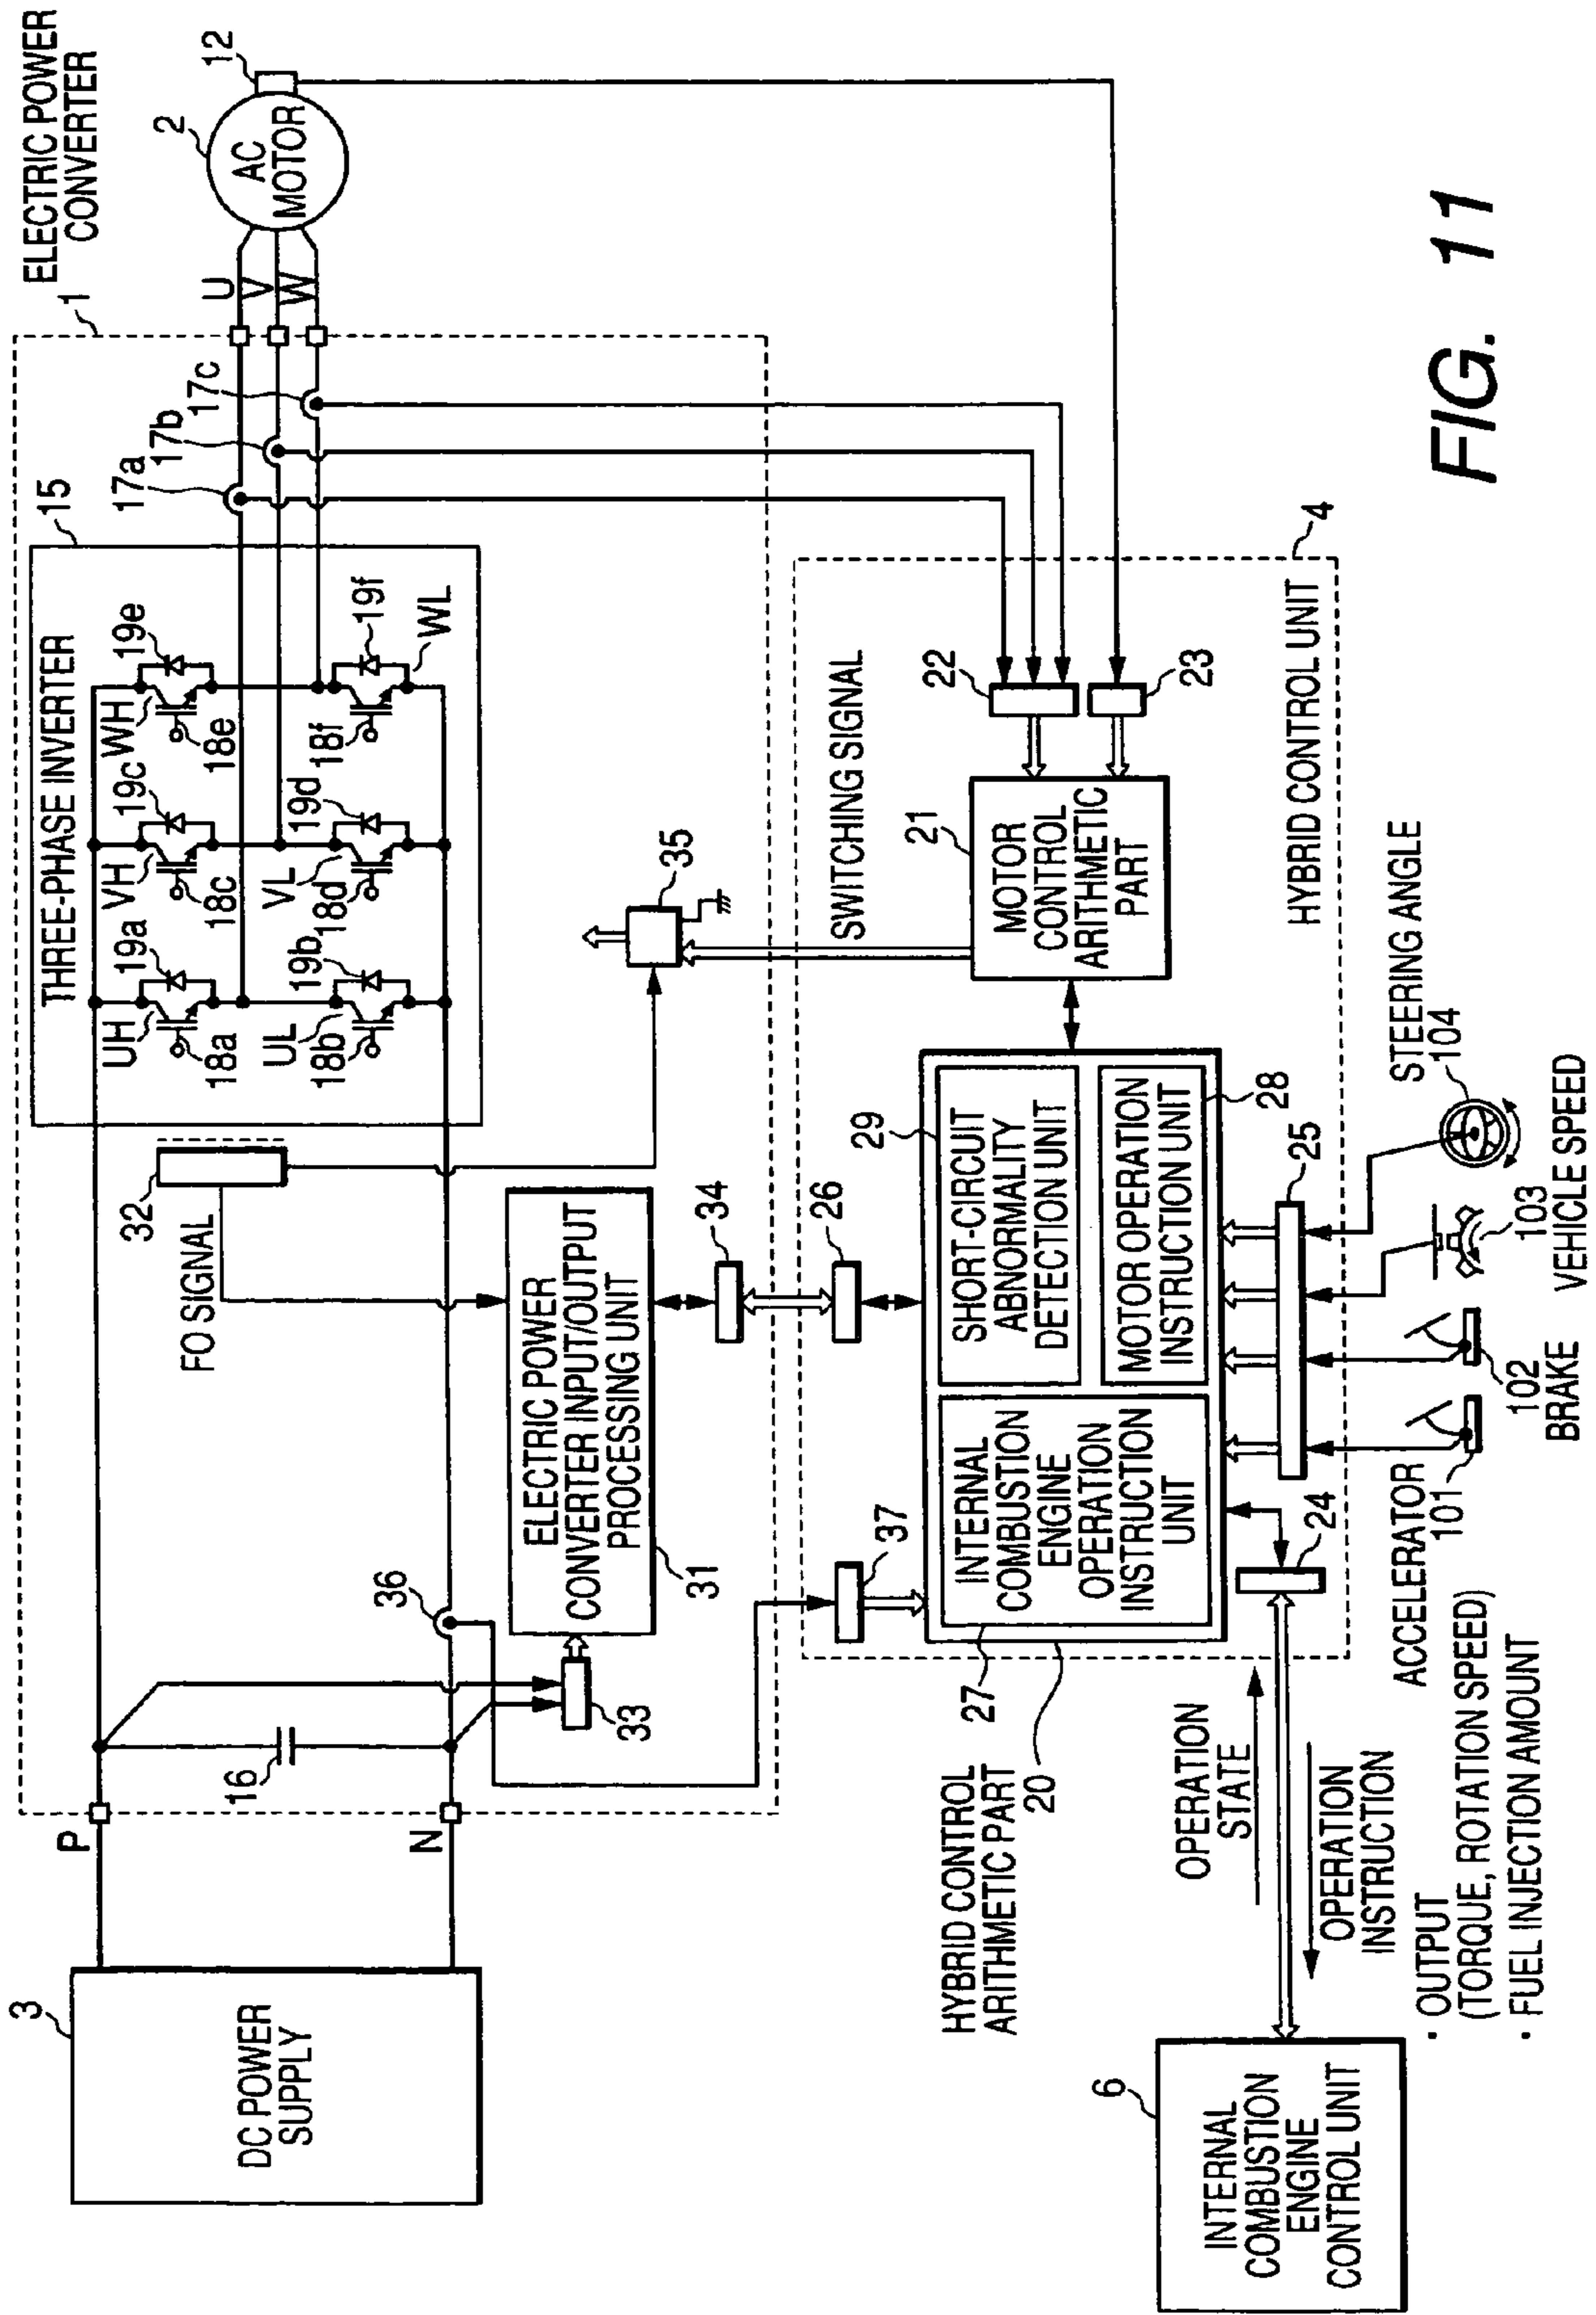 ELECTRIC POWER
CONVERTER
1
THREE-PHASE INVERTER
15
3
DC POWER
SUPPLY
P
N
16
36
33
32
FO SIGNAL
ELECTRIC POWER
CONVERTER INPUT/OUTPUT
PROCESSING UNIT
31
34
UH
19a
18a
UL
19b
18b
VH
19c
18c
VL
19d
18d
WH
19e
18e
19f
18f
WL
17a
17b
17c
U
V
W
2
AC
MOTOR
12
35
SWITCHING SIGNAL
37
26
22
23
21
MOTOR
CONTROL
ARITHMETIC
PART
4
HYBRID CONTROL UNIT
HYBRID CONTROL
ARITHMETIC PART
20
27
INTERNAL
COMBUSTION
ENGINE
OPERATION
INSTRUCTION
UNIT
29
SHORT-CIRCUIT
ABNORMALITY
DETECTION UNIT
MOTOR OPERATION
INSTRUCTION UNIT
28
24
25
6
INTERNAL
COMBUSTION
ENGINE
CONTROL UNIT
OPERATION
STATE
OPERATION
INSTRUCTION
· OUTPUT
(TORQUE, ROTATION SPEED)
· FUEL INJECTION AMOUNT
ACCELERATOR
101
102
BRAKE
103
VEHICLE SPEED
STEERING ANGLE
104
FIG. 11